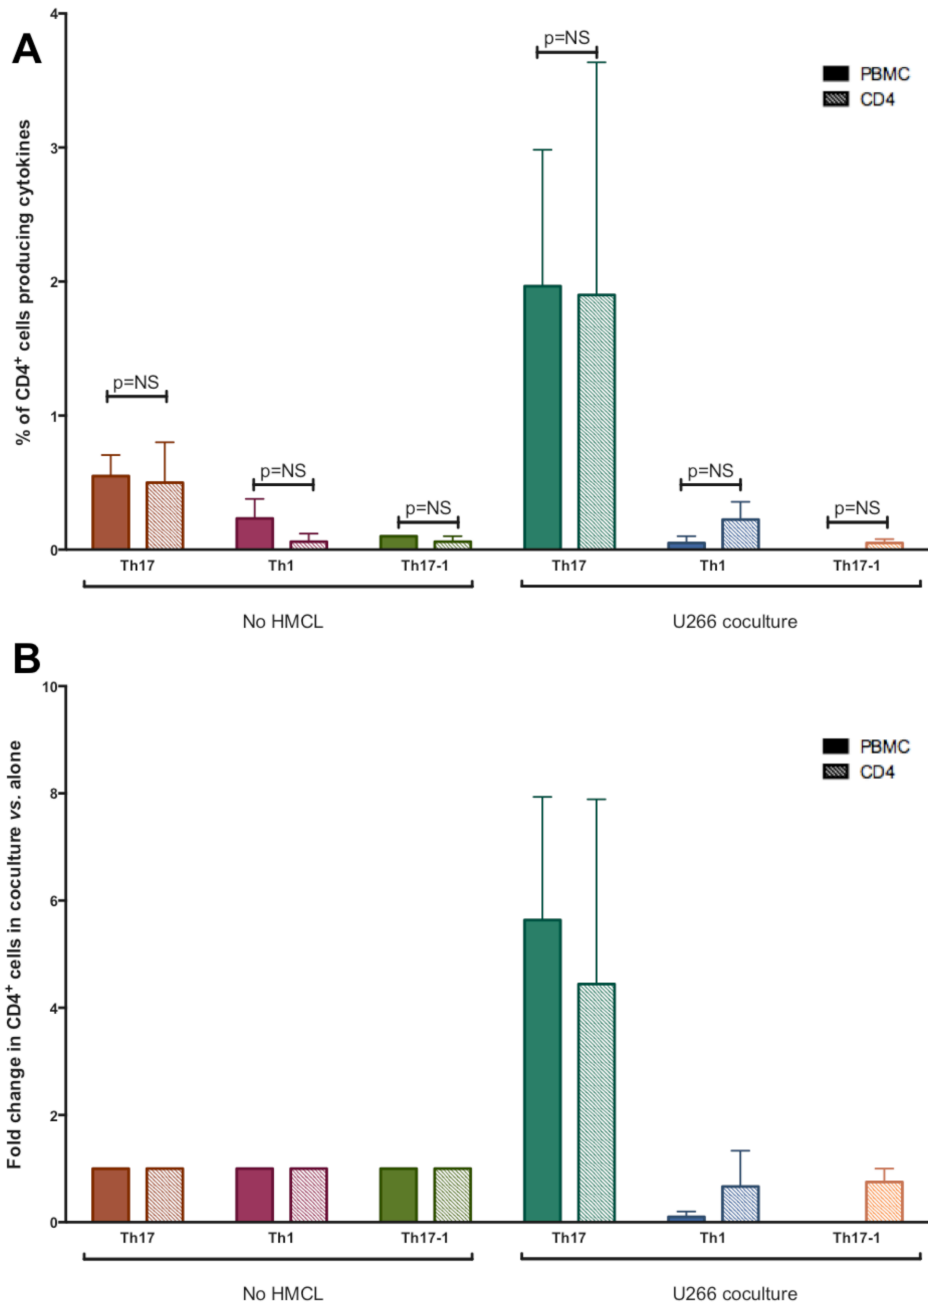 A
4
p=NS
PBMC
CD4
3
2
p=NS
1
p=NS
p=NS
p=NS
p=NS
0
% of CD4⁺ cells producing cytokines
Th17 Th1 Th17-1 Th17 Th1 Th17-1
No HMCL U266 coculture
B
10
PBMC
CD4
8
6
4
2
0
Fold change in CD4⁺ cells in coculture vs. alone
Th17 Th1 Th17-1 Th17 Th1 Th17-1
No HMCL U266 coculture